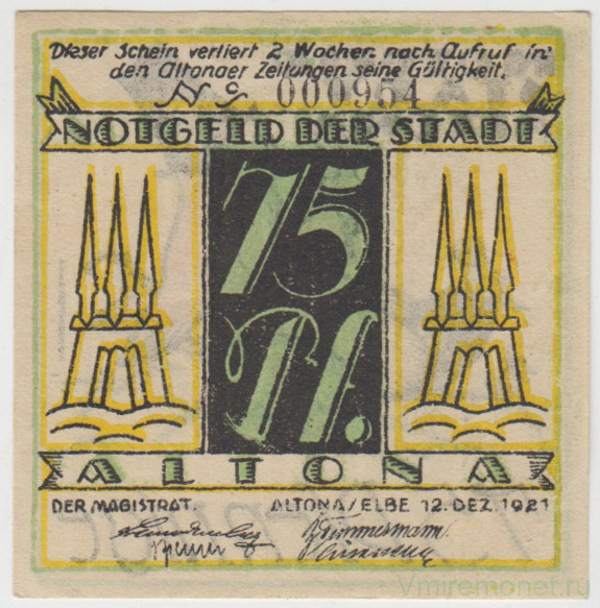 Dieser Schein verliert 2 Wochen nach Aufruf in
den Altonaer Zeitungen seine Gültigkeit.
No 000954
NOTGELD DER STADT
75
Pf.
ALTONA
DER MAGISTRAT. ALTONA/ELBE 12. DEZ. 1921
Vmiremonet.ru